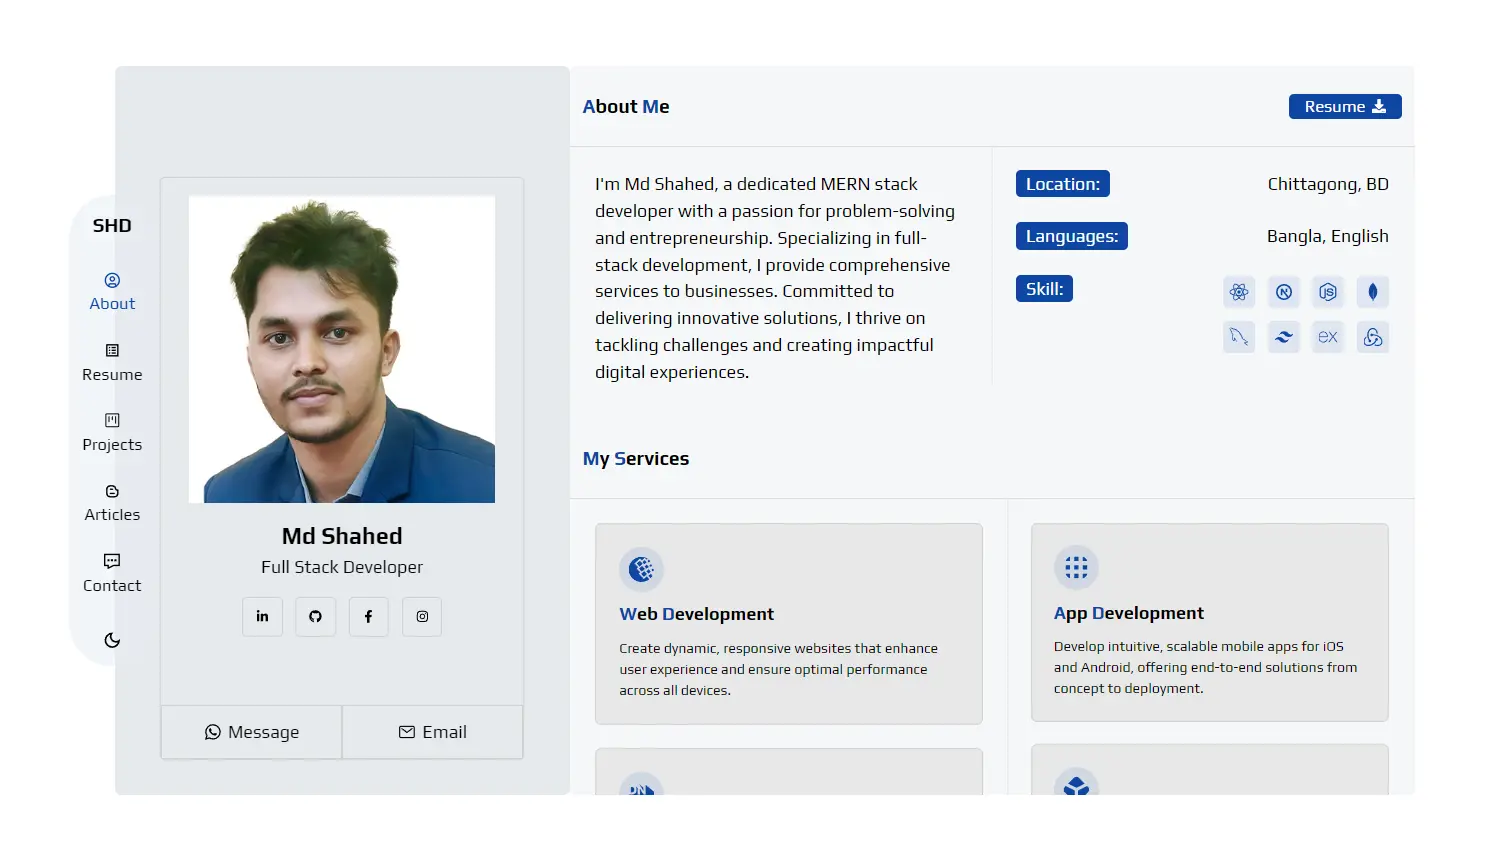 SHD
About
Resume
Projects
Articles
Contact
Md Shahed
Full Stack Developer
Message
Email
About Me
Resume
I'm Md Shahed, a dedicated MERN stack
developer with a passion for problem-solving
and entrepreneurship. Specializing in full-
stack development, I provide comprehensive
services to businesses. Committed to
delivering innovative solutions, I thrive on
tackling challenges and creating impactful
digital experiences.
Location:
Chittagong, BD
Languages:
Bangla, English
Skill:
My Services
Web Development
Create dynamic, responsive websites that enhance
user experience and ensure optimal performance
across all devices.
App Development
Develop intuitive, scalable mobile apps for iOS
and Android, offering end-to-end solutions from
concept to deployment.